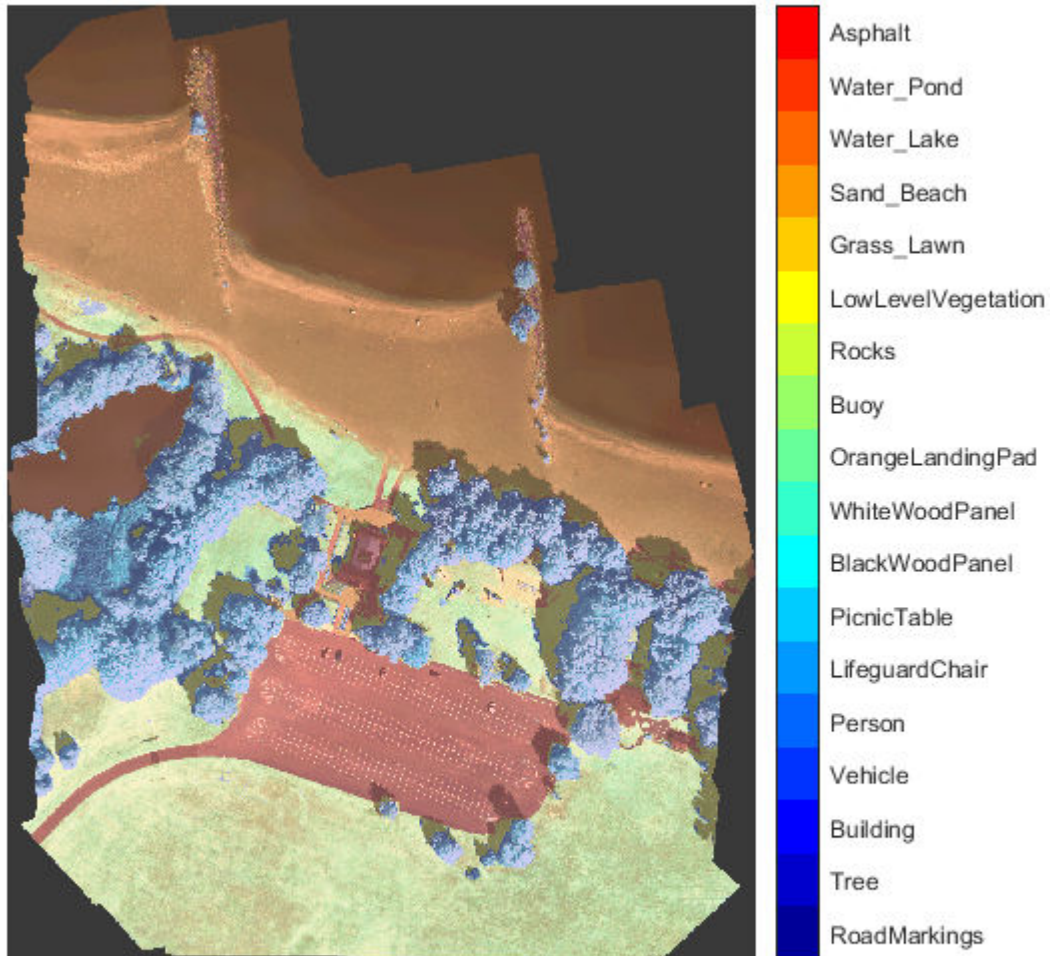 Asphalt
Water_Pond
Water_Lake
Sand_Beach
Grass_Lawn
LowLevelVegetation
Rocks
Buoy
OrangeLandingPad
WhiteWoodPanel
BlackWoodPanel
PicnicTable
LifeguardChair
Person
Vehicle
Building
Tree
RoadMarkings